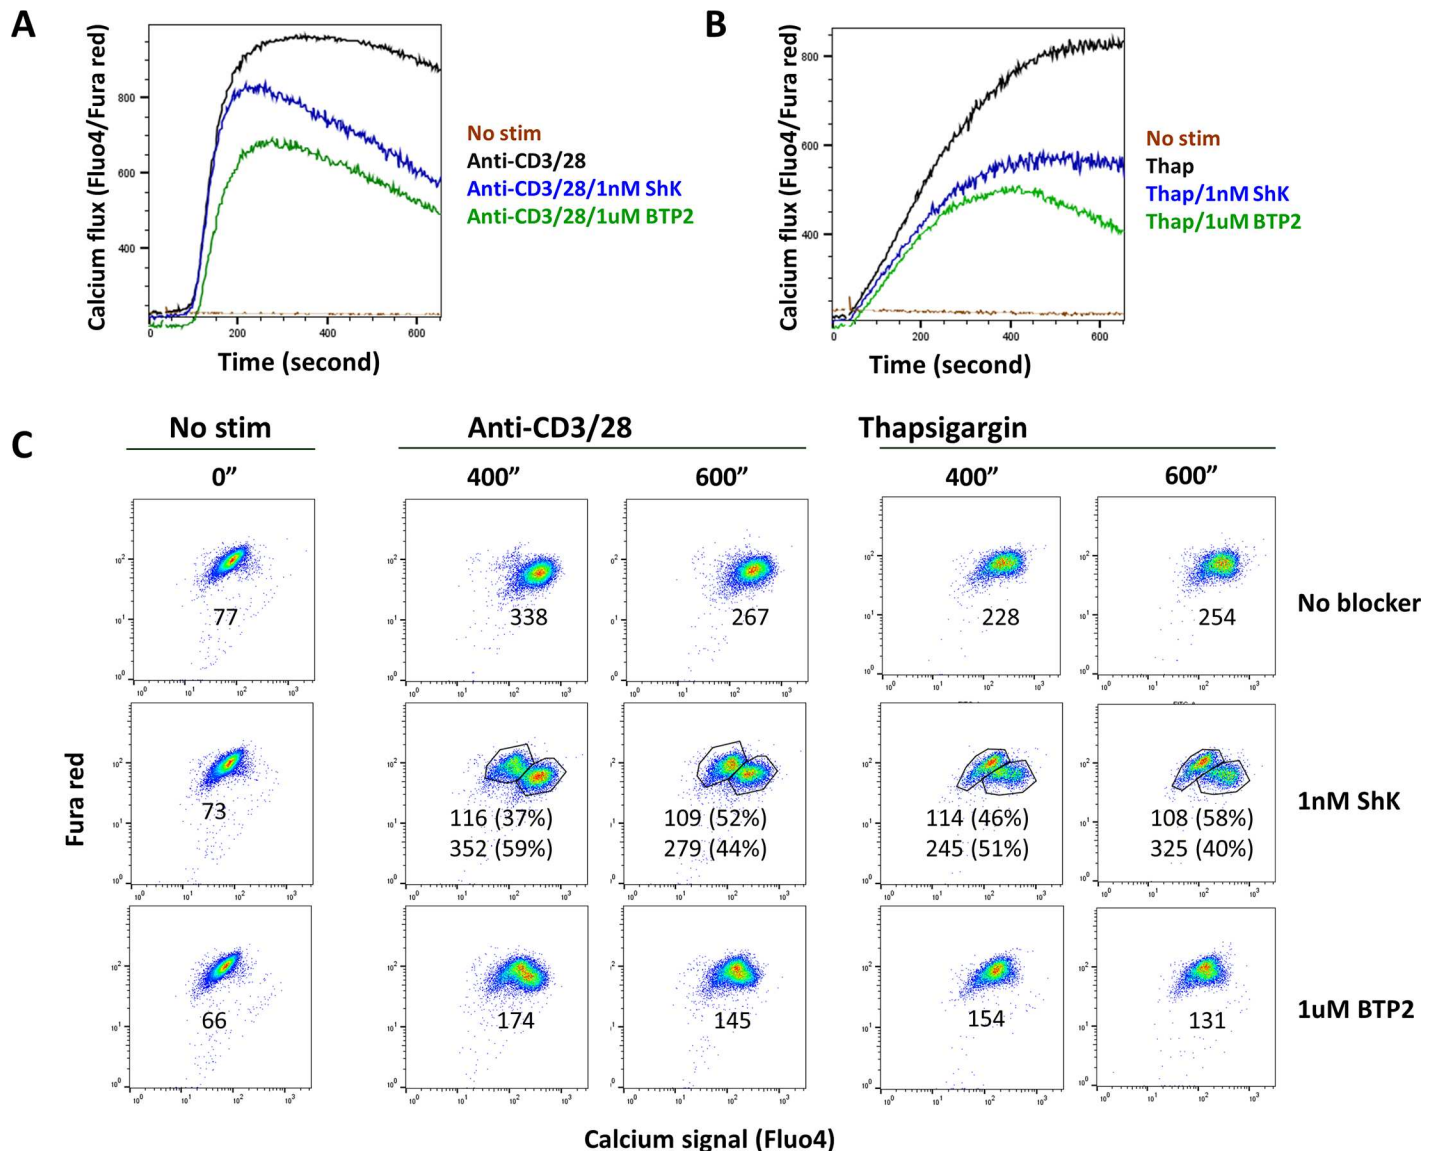 A
Calcium flux (Fluo4/Fura red)
800
600
400
0
200
400
600
Time (second)
No stim
Anti-CD3/28
Anti-CD3/28/1nM ShK
Anti-CD3/28/1uM BTP2
B
Calcium flux (Fluo4/Fura red)
800
600
400
0
200
400
600
Time (second)
No stim
Thap
Thap/1nM ShK
Thap/1uM BTP2
C
No stim
Anti-CD3/28
Thapsigargin
0”
400”
600”
400”
600”
77
338
267
228
254
No blocker
73
116 (37%)
352 (59%)
109 (52%)
279 (44%)
114 (46%)
245 (51%)
108 (58%)
325 (40%)
1nM ShK
66
174
145
154
131
1uM BTP2
Fura red
Calcium signal (Fluo4)